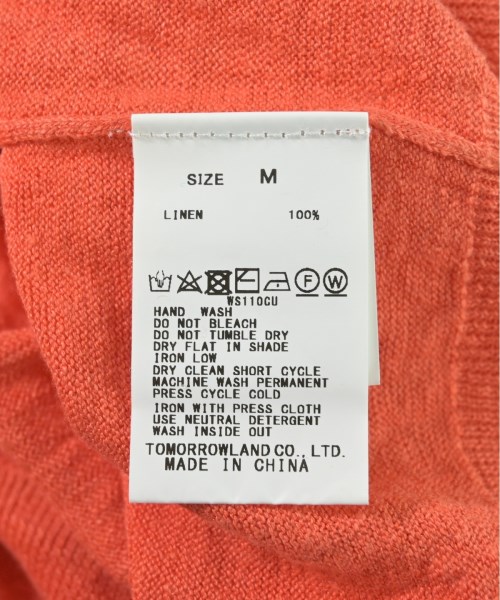 SIZE M
LINEN 100%
F W
WS110CU
HAND WASH
DO NOT BLEACH
DO NOT TUMBLE DRY
DRY FLAT IN SHADE
IRON LOW
DRY CLEAN SHORT CYCLE
MACHINE WASH PERMANENT
PRESS CYCLE COLD
IRON WITH PRESS CLOTH
USE NEUTRAL DETERGENT
WASH INSIDE OUT
TOMORROWLAND CO., LTD.
MADE IN CHINA